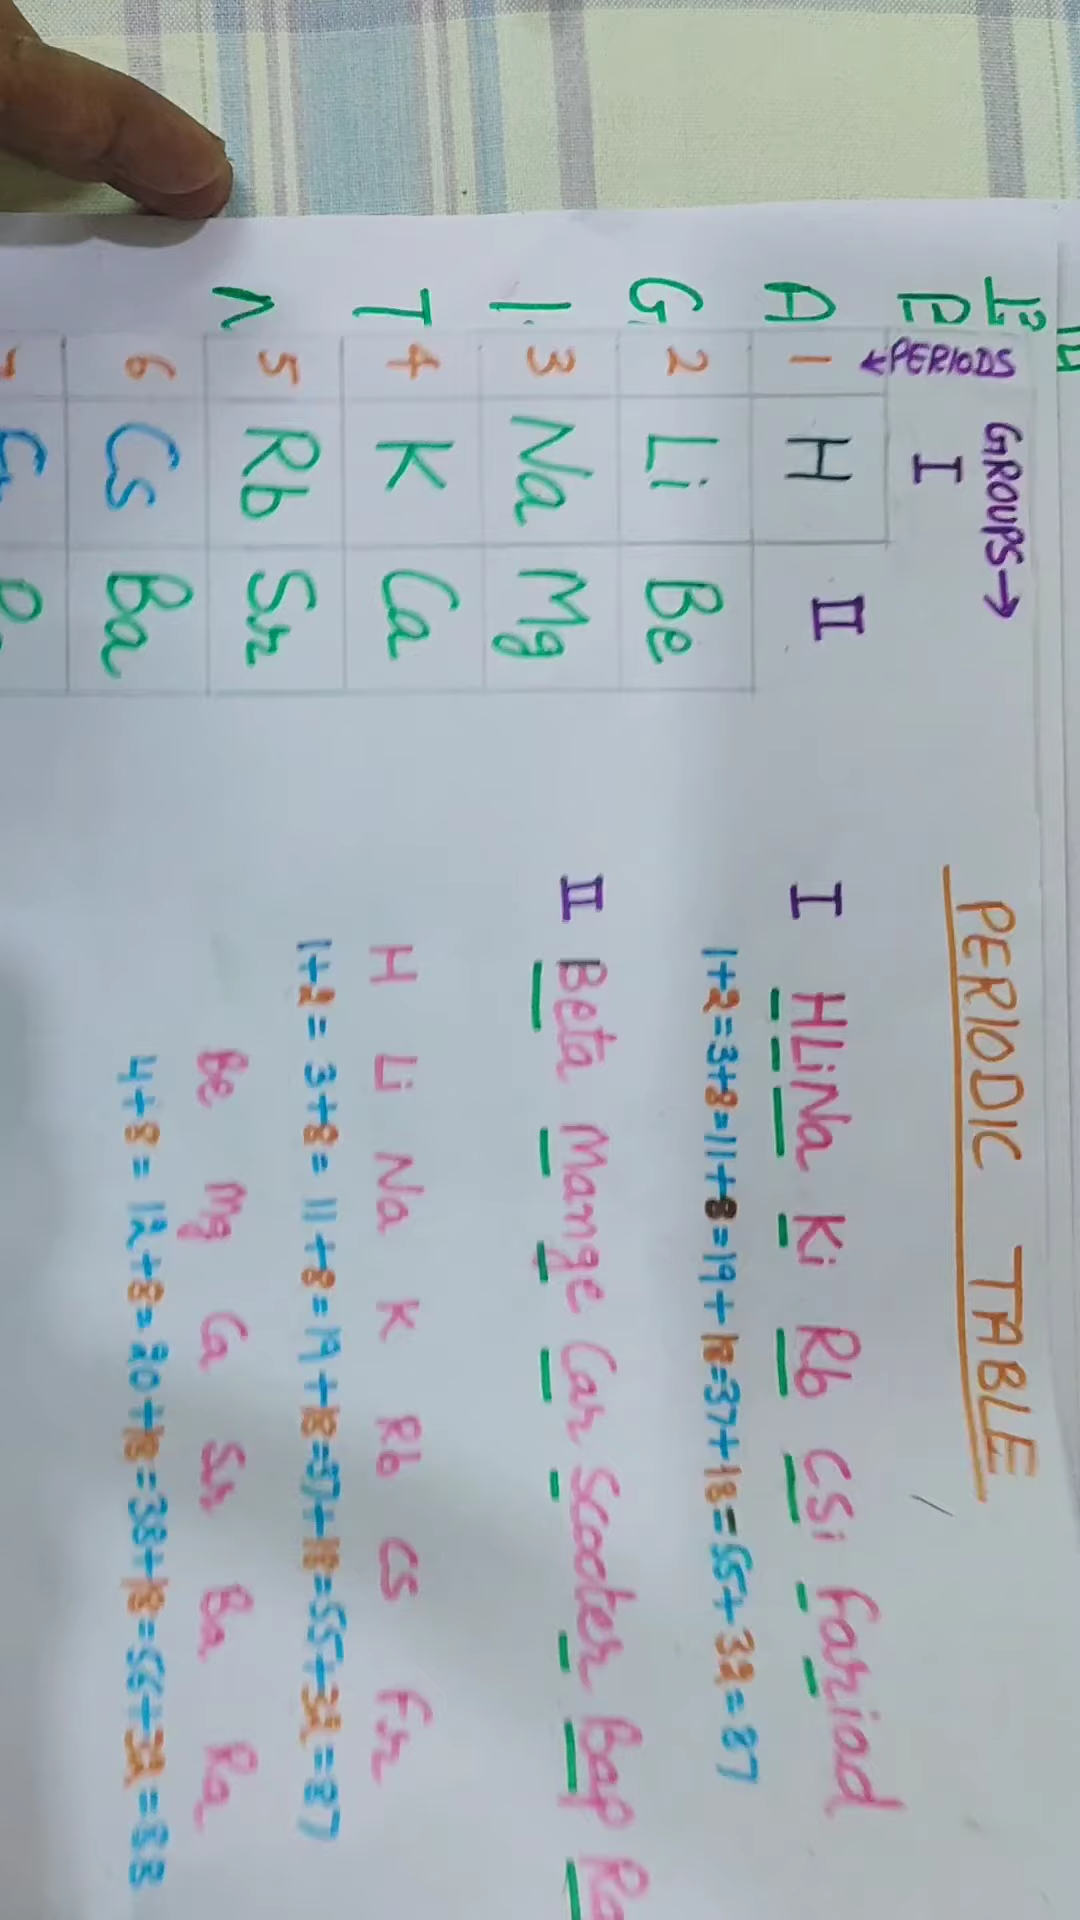 PERIODIC TABLE
GROUPS→
←PERIODS I II
A 1 H
G 2 Li Be
I 3 Na Mg
T 4 K Ca
Λ 5 Rb Sr
6 Cs Ba
I HLiNa Ki Rb CSi Fariad
1+2=3+8=11+8=19+18=37+18=55+32=87
II Beta Mange Car Scooter Bap
H Li Na K Rb CS Fr
1+2=3+8=11+8=19+18=37+18=55+32=87
Be Mg Ca Sr Ba Ra
4+8=12+8=20+18=38+18=56+32=88